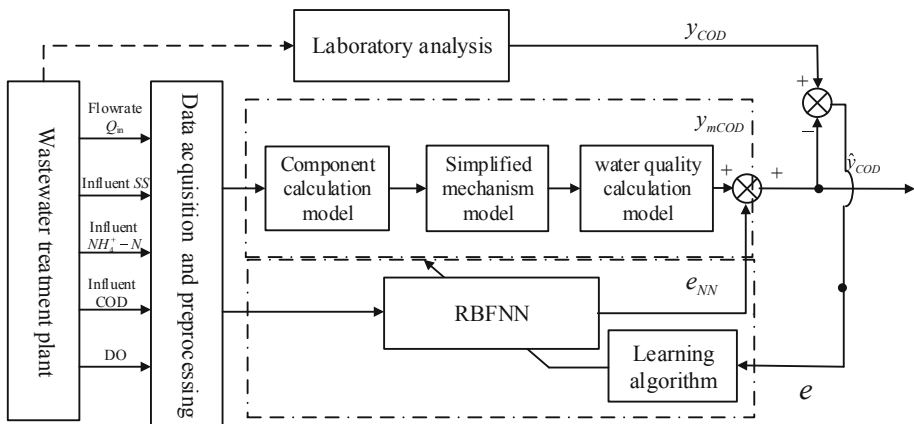 Laboratory analysis
y_COD
Wastewater treatment plant
Flowrate
Q_in
Influent SS
Influent
NH_4^+ − N
Influent
COD
DO
Data acquisition and preprocessing
Component
calculation
model
Simplified
mechanism
model
water quality
calculation
model
y_mCOD
+
+
+
−
+
ŷ_COD
RBFNN
e_NN
Learning
algorithm
e